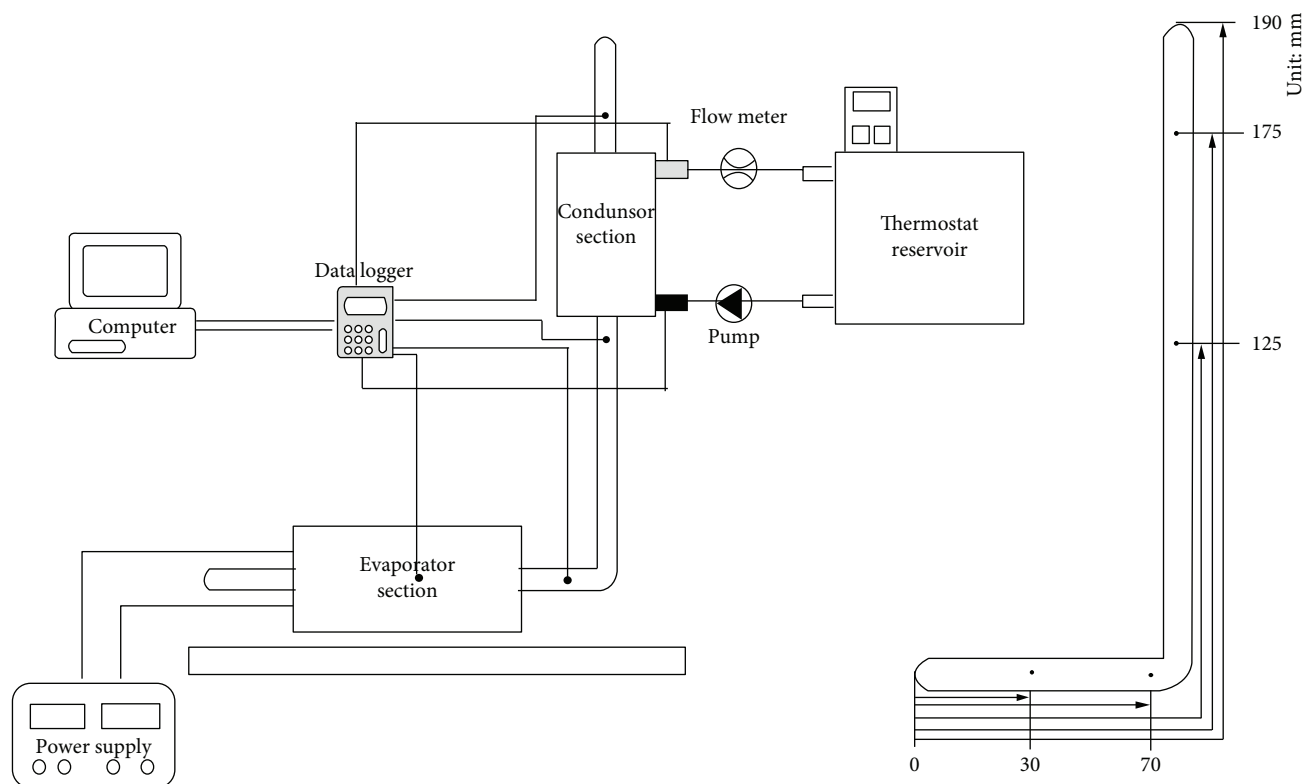 190
Unit: mm
175
Flow meter
Condunsor
section
Thermostat
reservoir
Data logger
Computer
Pump
125
Evaporator
section
Power supply
0
30
70